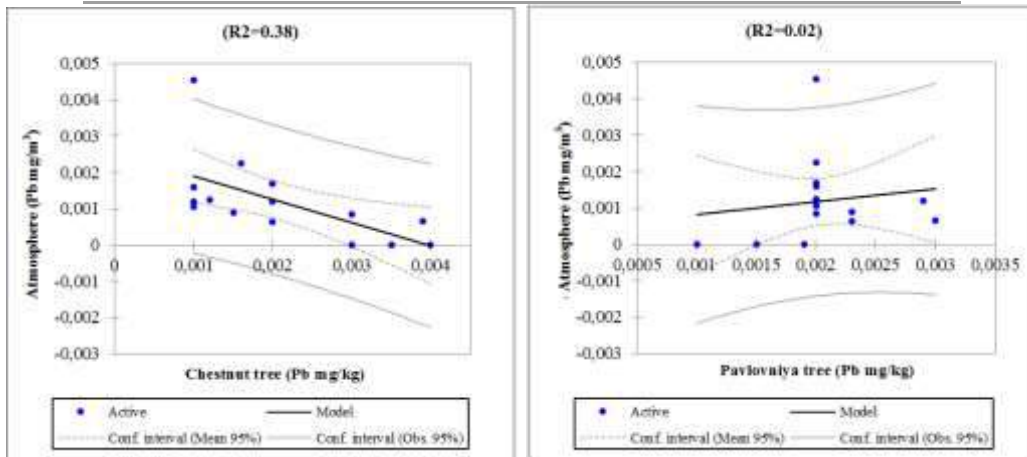 (R2=0.38)
0,005
0,004
0,003
0,002
0,001
0
-0,001
-0,002
-0,003
0
0,001
0,002
0,003
0,004
Atmosphere (Pb mg/m³)
Chestnut tree (Pb mg/kg)
Active
Model
Conf. interval (Mean 95%)
Conf. interval (Obs. 95%)
(R2=0.02)
0,005
0,004
0,003
0,002
0,001
0
-0,001
-0,002
-0,003
0,0005
0,001
0,0015
0,002
0,0025
0,003
0,0035
Atmosphere (Pb mg/m³)
Pavlovniya tree (Pb mg/kg)
Active
Model
Conf. interval (Mean 95%)
Conf. interval (Obs. 95%)